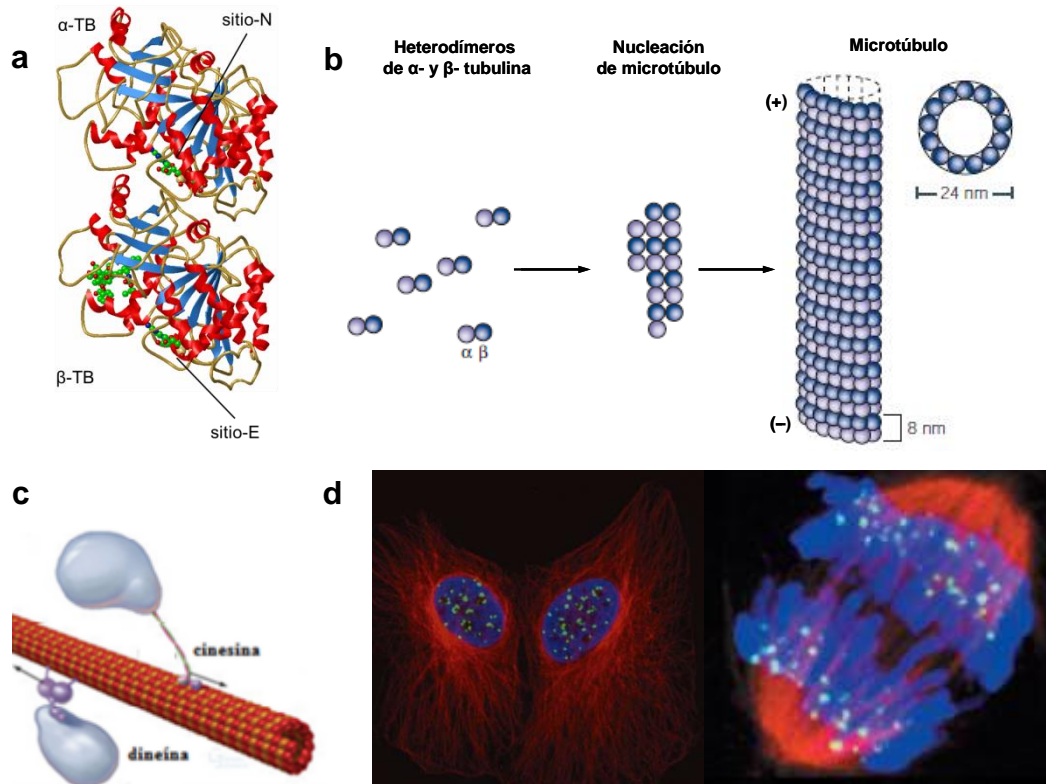 a
α-TB
sitio-N
β-TB
sitio-E
b
Heterodímeros
de α- y β- tubulina
Nucleación
de microtúbulo
Microtúbulo
(+)
24 nm
α β
(–)
8 nm
c
cinesina
dineína
d